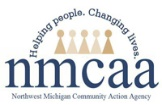 Helping people. Changing lives.
nmcaa
Northwest Michigan Community Action Agency